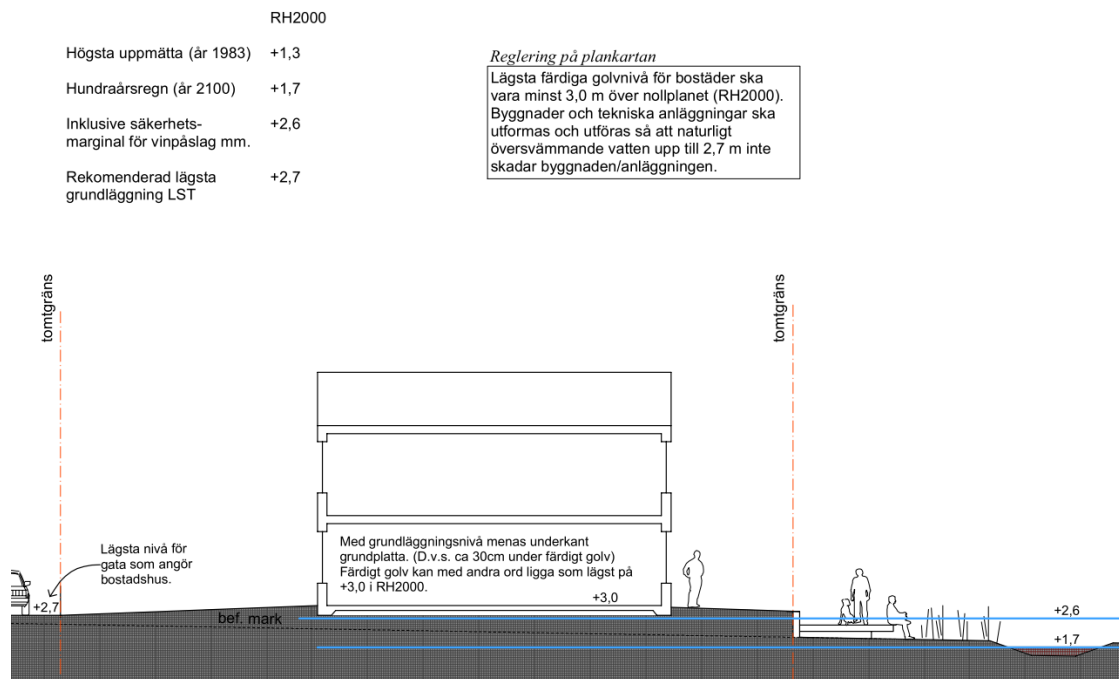 RH2000
Högsta uppmätta (år 1983) +1,3
Hundraårsregn (år 2100) +1,7
Inklusive säkerhets- +2,6
marginal för vinpåslag mm.
Rekomenderad lägsta +2,7
grundläggning LST
Reglering på plankartan
Lägsta färdiga golvnivå för bostäder ska
vara minst 3,0 m över nollplanet (RH2000).
Byggnader och tekniska anläggningar ska
utformas och utföras så att naturligt
översvämmande vatten upp till 2,7 m inte
skadar byggnaden/anläggningen.
tomtgräns
tomtgräns
Lägsta nivå för
gata som angör
bostadshus.
+2,7
Med grundläggningsnivå menas underkant
grundplatta. (D.v.s. ca 30cm under färdigt golv)
Färdigt golv kan med andra ord ligga som lägst på
+3,0 i RH2000.
+3,0
bef. mark
+2,6
+1,7